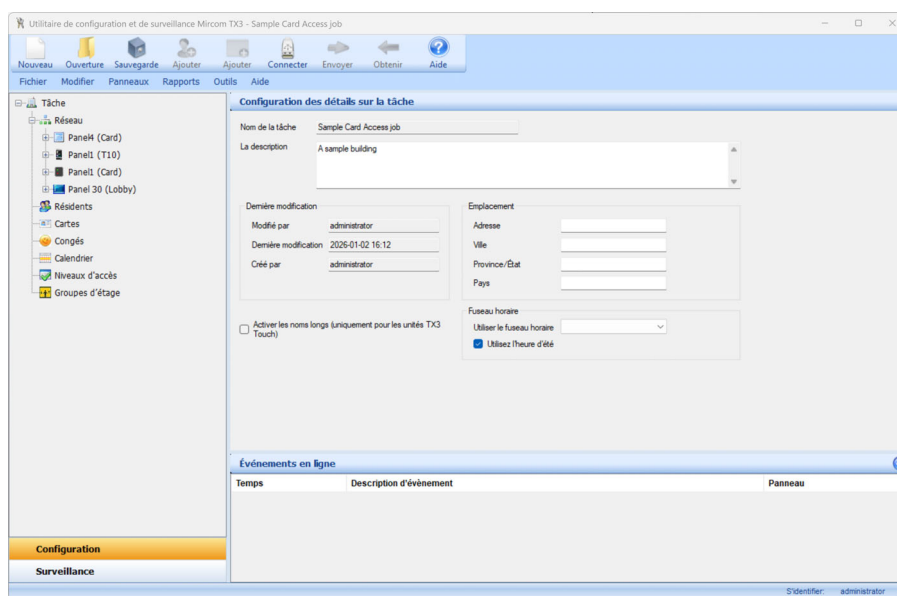 Utilitaire de configuration et de surveillance Mircom TX3 - Sample Card Access job
Nouveau Ouverture Sauvegarde Ajouter Ajouter Connecter Envoyer Obtenir Aide
Fichier Modifier Panneaux Rapports Outils Aide
Tâche
Réseau
Panel4 (Card)
Panel1 (T10)
Panel1 (Card)
Panel 30 (Lobby)
Résidents
Cartes
Congés
Calendrier
Niveaux d'accès
Groupes d'étage
Configuration
Surveillance
Configuration des détails sur la tâche
Nom de la tâche Sample Card Access job
La description A sample building
Dernière modification
Modifié par administrator
Dernière modification 2026-01-02 16:12
Créé par administrator
Emplacement
Adresse
Ville
Province/État
Pays
Activer les noms longs (uniquement pour les unités TX3
Touch)
Fuseau horaire
Utiliser le fuseau horaire
Utilisez l'heure d'été
Événements en ligne
Temps Description d'évènement Panneau
S'identifier: administrator